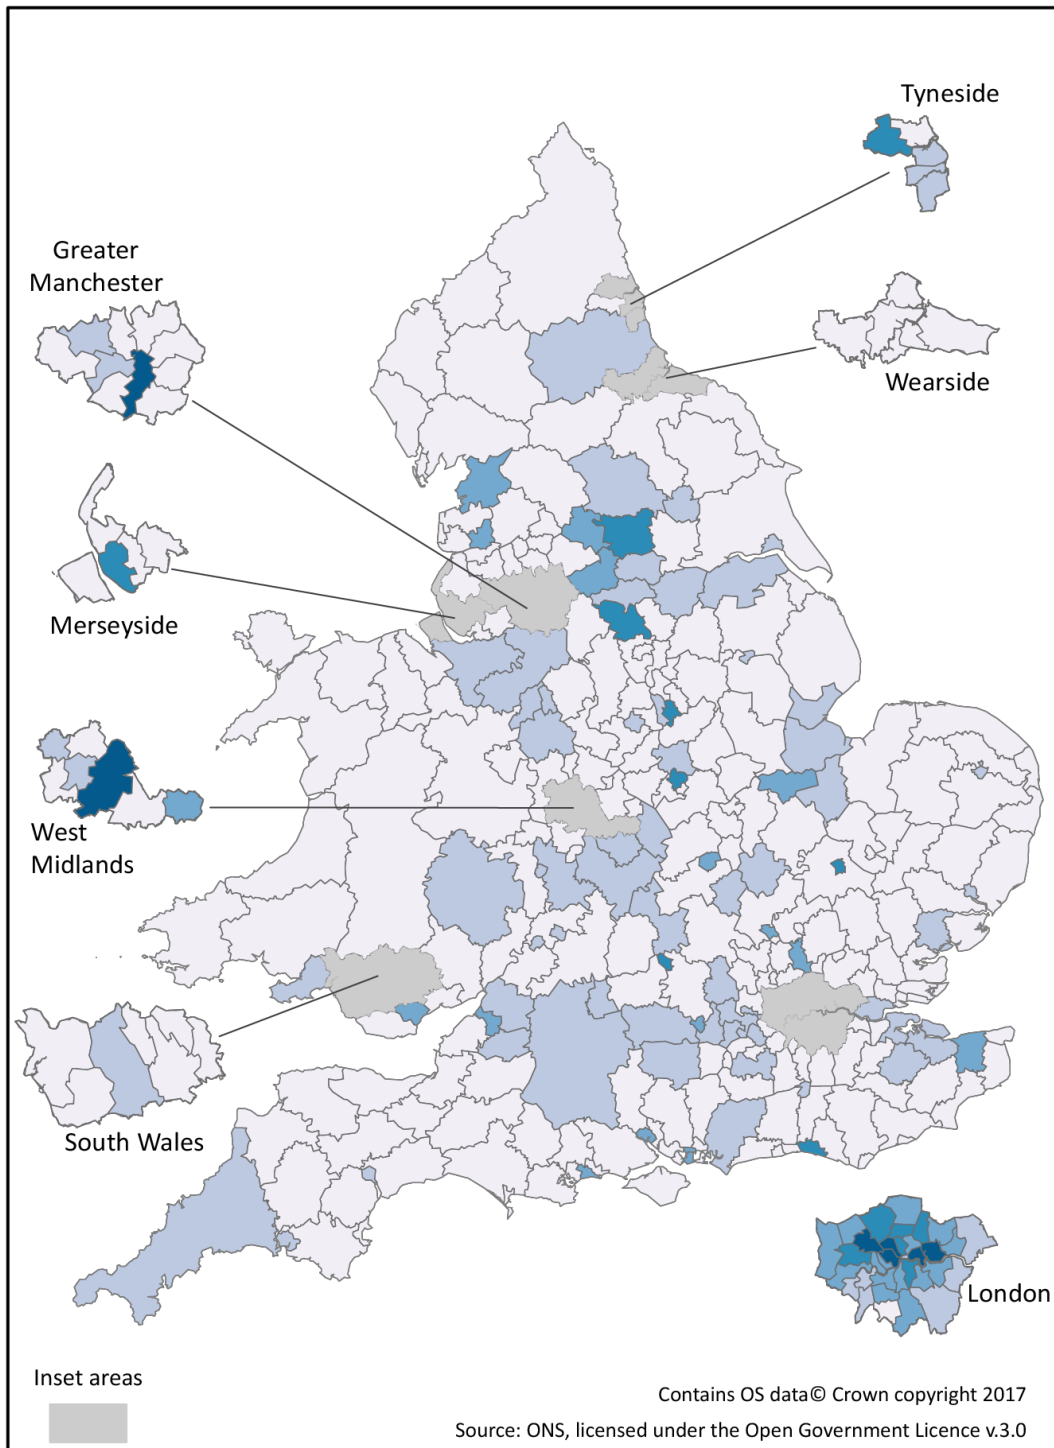 Tyneside
Greater
Manchester
Wearside
Merseyside
West
Midlands
South Wales
London
Inset areas
Contains OS data© Crown copyright 2017
Source: ONS, licensed under the Open Government Licence v.3.0